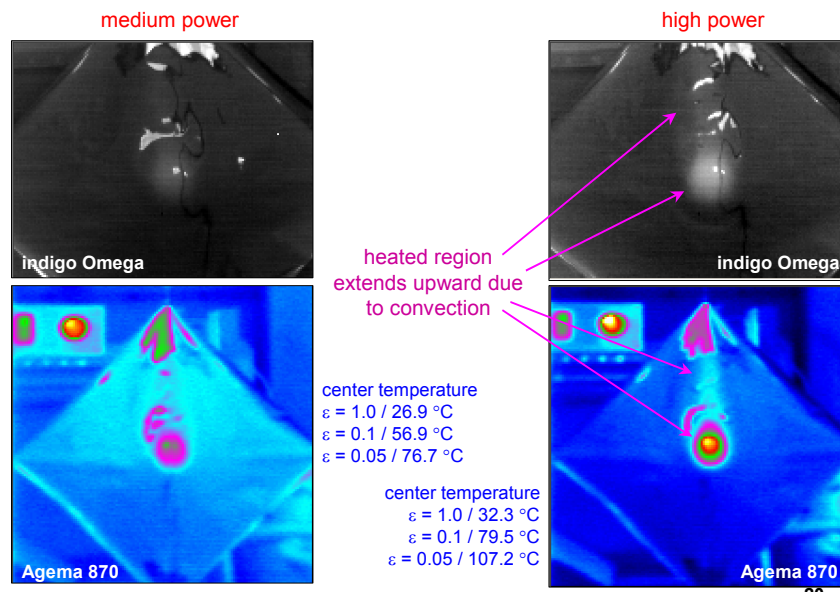 medium power
high power
indigo Omega
indigo Omega
heated region
extends upward due
to convection
center temperature
ε = 1.0 / 26.9 °C
ε = 0.1 / 56.9 °C
ε = 0.05 / 76.7 °C
center temperature
ε = 1.0 / 32.3 °C
ε = 0.1 / 79.5 °C
ε = 0.05 / 107.2 °C
Agema 870
Agema 870